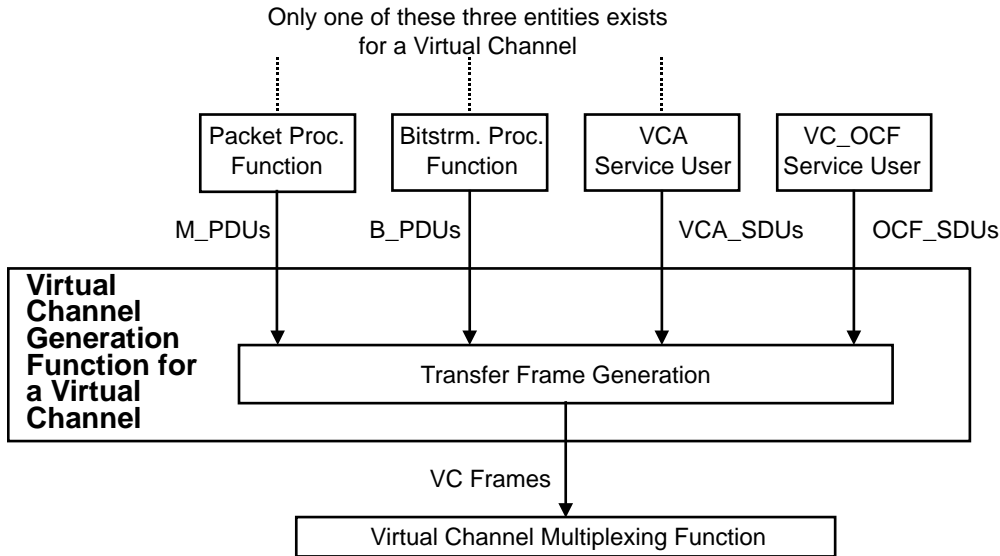 Only one of these three entities exists
for a Virtual Channel
Packet Proc.
Function
Bitstrm. Proc.
Function
VCA
Service User
VC_OCF
Service User
M_PDUs
B_PDUs
VCA_SDUs
OCF_SDUs
Virtual
Channel
Generation
Function for
a Virtual
Channel
Transfer Frame Generation
VC Frames
Virtual Channel Multiplexing Function